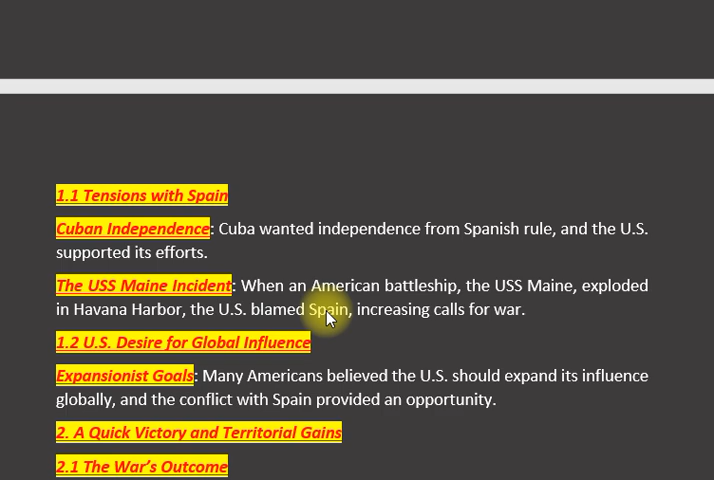 1.1 Tensions with Spain
Cuban Independence: Cuba wanted independence from Spanish rule, and the U.S.
supported its efforts.
The USS Maine Incident: When an American battleship, the USS Maine, exploded
in Havana Harbor, the U.S. blamed Spain, increasing calls for war.
1.2 U.S. Desire for Global Influence
Expansionist Goals: Many Americans believed the U.S. should expand its influence
globally, and the conflict with Spain provided an opportunity.
2. A Quick Victory and Territorial Gains
2.1 The War’s Outcome